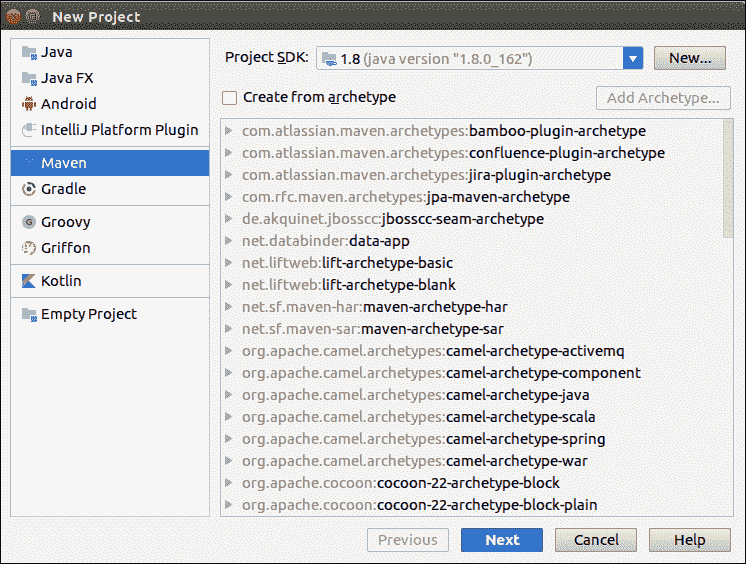 New Project
Java
Java FX
Android
IntelliJ Platform Plugin
Maven
Gradle
Groovy
Griffon
Kotlin
Empty Project
Project SDK: 1.8 (java version "1.8.0_162") New...
Create from archetype Add Archetype...
com.atlassian.maven.archetypes:bamboo-plugin-archetype
com.atlassian.maven.archetypes:confluence-plugin-archetype
com.atlassian.maven.archetypes:jira-plugin-archetype
com.rfc.maven.archetypes:jpa-maven-archetype
de.akquinet.jbosscc:jbosscc-seam-archetype
net.databinder:data-app
net.liftweb:lift-archetype-basic
net.liftweb:lift-archetype-blank
net.sf.maven-har:maven-archetype-har
net.sf.maven-sar:maven-archetype-sar
org.apache.camel.archetypes:camel-archetype-activemq
org.apache.camel.archetypes:camel-archetype-component
org.apache.camel.archetypes:camel-archetype-java
org.apache.camel.archetypes:camel-archetype-scala
org.apache.camel.archetypes:camel-archetype-spring
org.apache.camel.archetypes:camel-archetype-war
org.apache.cocoon:cocoon-22-archetype-block
org.apache.cocoon:cocoon-22-archetype-block-plain
Previous Next Cancel Help